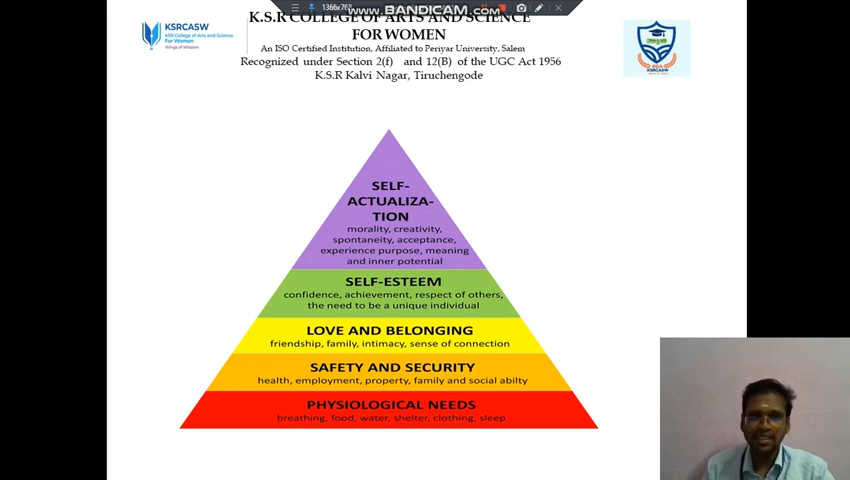 1366x768
WWW.BANDICAM.COM
K.S.R COLLEGE OF ARTS AND SCIENCE
FOR WOMEN
An ISO Certified Institution, Affiliated to Periyar University, Salem
Recognized under Section 2(f) and 12(B) of the UGC Act 1956
K.S.R Kalvi Nagar, Tiruchengode
KSRCASW
KSR College of Arts and Science
For Women
Wings of Wisdom
KSRCASW
SELF-
ACTUALIZA-
TION
morality, creativity,
spontaneity, acceptance,
experience purpose, meaning
and inner potential
SELF-ESTEEM
confidence, achievement, respect of others,
the need to be a unique individual
LOVE AND BELONGING
friendship, family, intimacy, sense of connection
SAFETY AND SECURITY
health, employment, property, family and social abilty
PHYSIOLOGICAL NEEDS
breathing, food, water, shelter, clothing, sleep